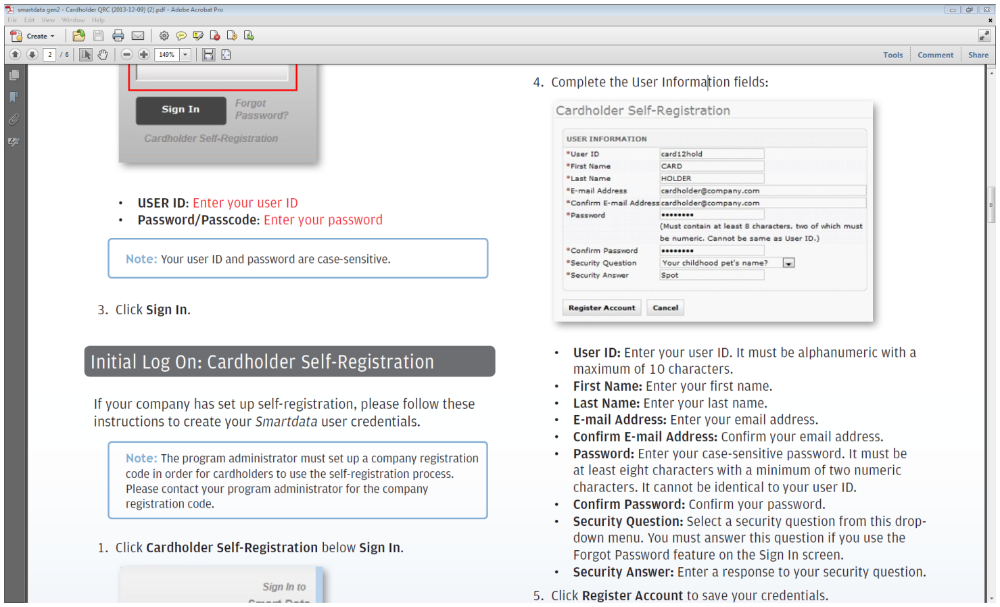 smartdata gen2 - Cardholder QRC (2013-12-09) (2).pdf - Adobe Acrobat Pro
File Edit View Window Help
Create
2 / 6 149% Tools Comment Share
Sign In
Forgot
Password?
Cardholder Self-Registration
• USER ID: Enter your user ID
• Password/Passcode: Enter your password
Note: Your user ID and password are case-sensitive.
3. Click Sign In.
Initial Log On: Cardholder Self-Registration
If your company has set up self-registration, please follow these
instructions to create your Smartdata user credentials.
Note: The program administrator must set up a company registration
code in order for cardholders to use the self-registration process.
Please contact your program administrator for the company
registration code.
1. Click Cardholder Self-Registration below Sign In.
Sign In to
Smart Data
4. Complete the User Information fields:
Cardholder Self-Registration
USER INFORMATION
*User ID card12hold
*First Name CARD
*Last Name HOLDER
*E-mail Address cardholder@company.com
*Confirm E-mail Address cardholder@company.com
*Password ••••••••
(Must contain at least 8 characters, two of which must
be numeric. Cannot be same as User ID.)
*Confirm Password ••••••••
*Security Question Your childhood pet's name?
*Security Answer Spot
Register Account Cancel
• User ID: Enter your user ID. It must be alphanumeric with a
maximum of 10 characters.
• First Name: Enter your first name.
• Last Name: Enter your last name.
• E-mail Address: Enter your email address.
• Confirm E-mail Address: Confirm your email address.
• Password: Enter your case-sensitive password. It must be
at least eight characters with a minimum of two numeric
characters. It cannot be identical to your user ID.
• Confirm Password: Confirm your password.
• Security Question: Select a security question from this drop-
down menu. You must answer this question if you use the
Forgot Password feature on the Sign In screen.
• Security Answer: Enter a response to your security question.
5. Click Register Account to save your credentials.